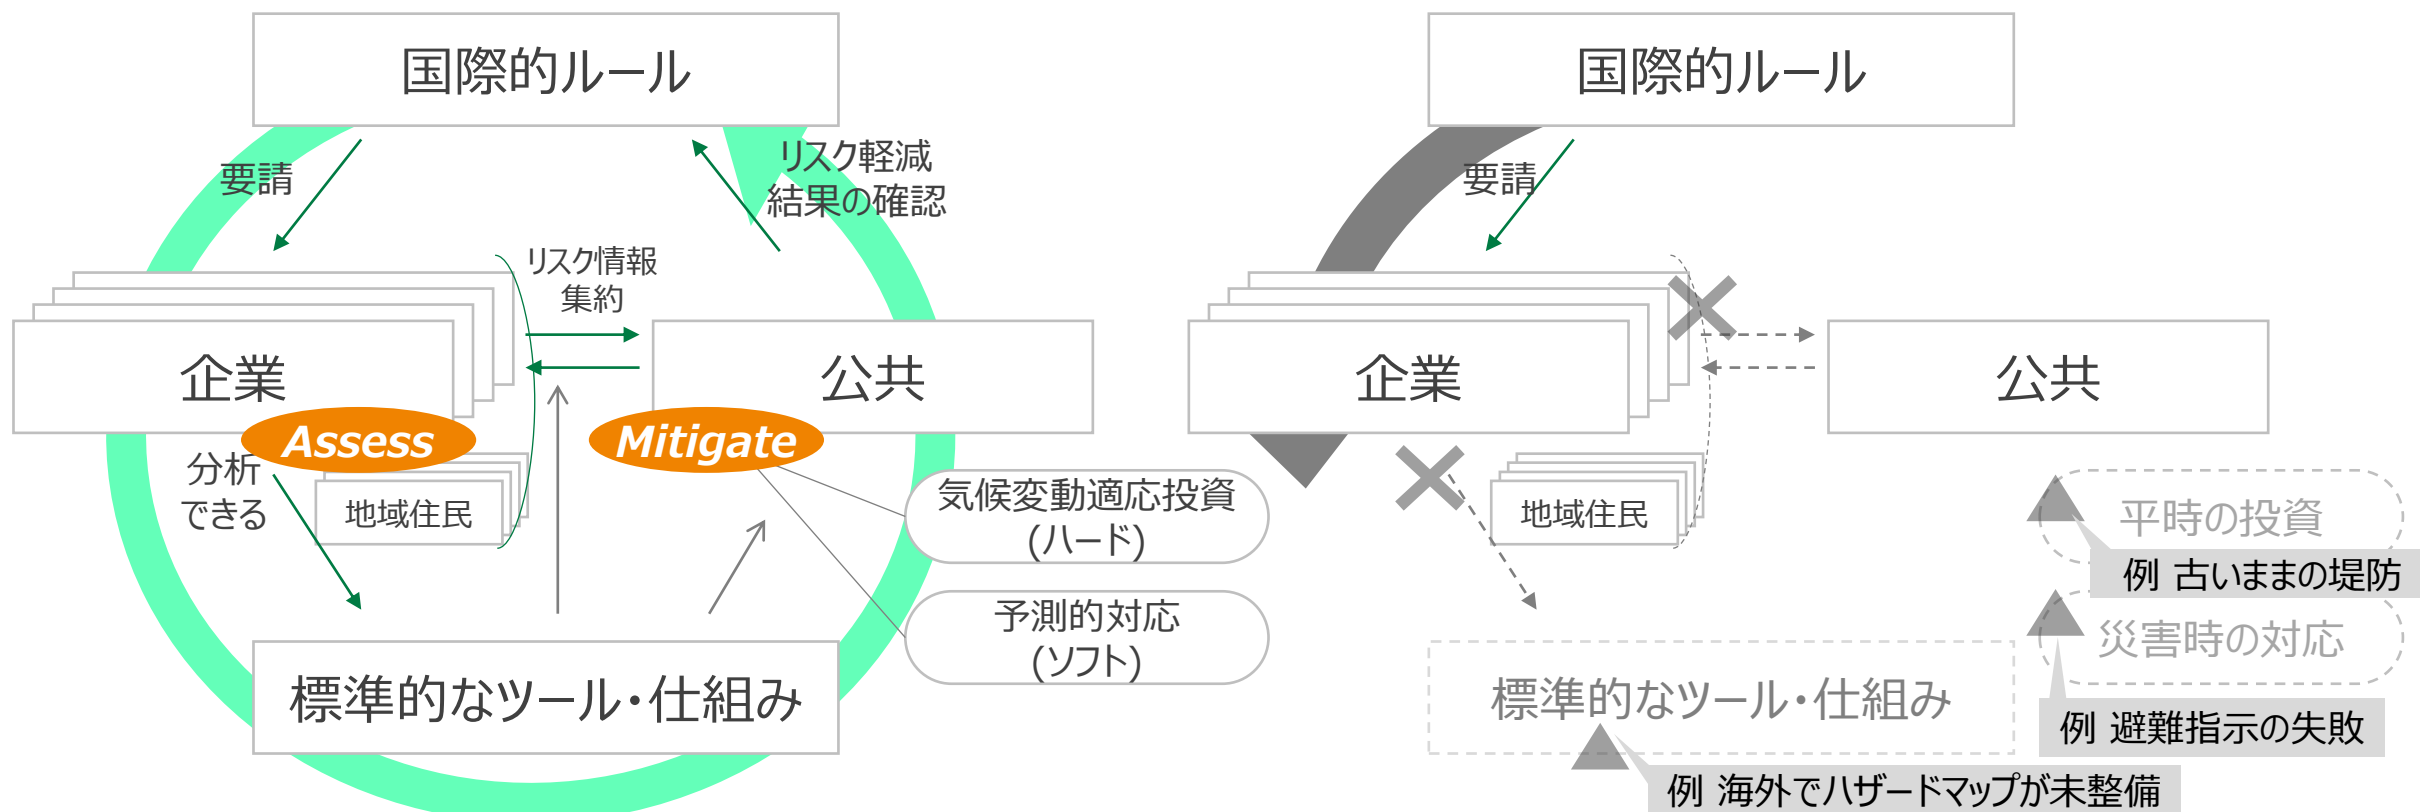 国際的ルール
要請
リスク軽減
結果の確認
リスク情報
集約
企業
公共
Assess
Mitigate
分析
できる
地域住民
気候変動適応投資
(ハード)
予測的対応
(ソフト)
標準的なツール・仕組み
国際的ルール
要請
企業
公共
地域住民
平時の投資
例 古いままの堤防
災害時の対応
例 避難指示の失敗
標準的なツール・仕組み
例 海外でハザードマップが未整備